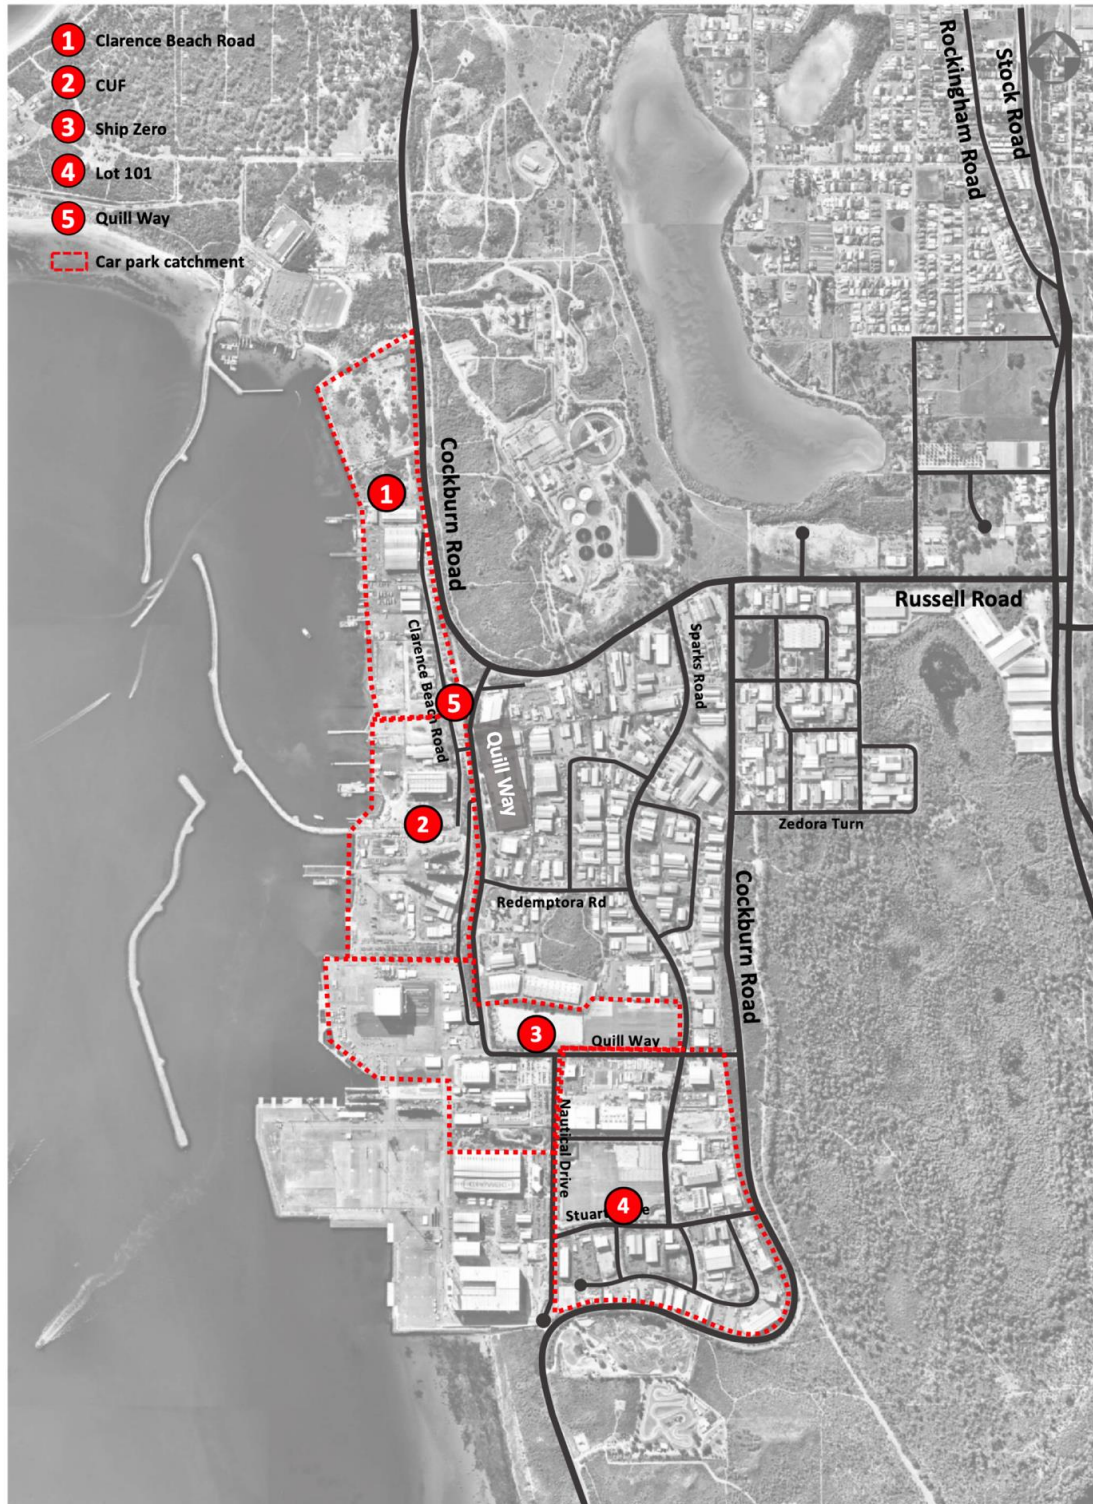 1 Clarence Beach Road
2 CUF
3 Ship Zero
4 Lot 101
5 Quill Way
Car park catchment
Rockingham Road
Stock Road
Cockburn Road
1
Russell Road
Clarence Beach Road
Sparks Road
5
Quill Way
2
Zedora Turn
Redemptora Rd
Cockburn Road
3
Quill Way
Nautical Drive
4